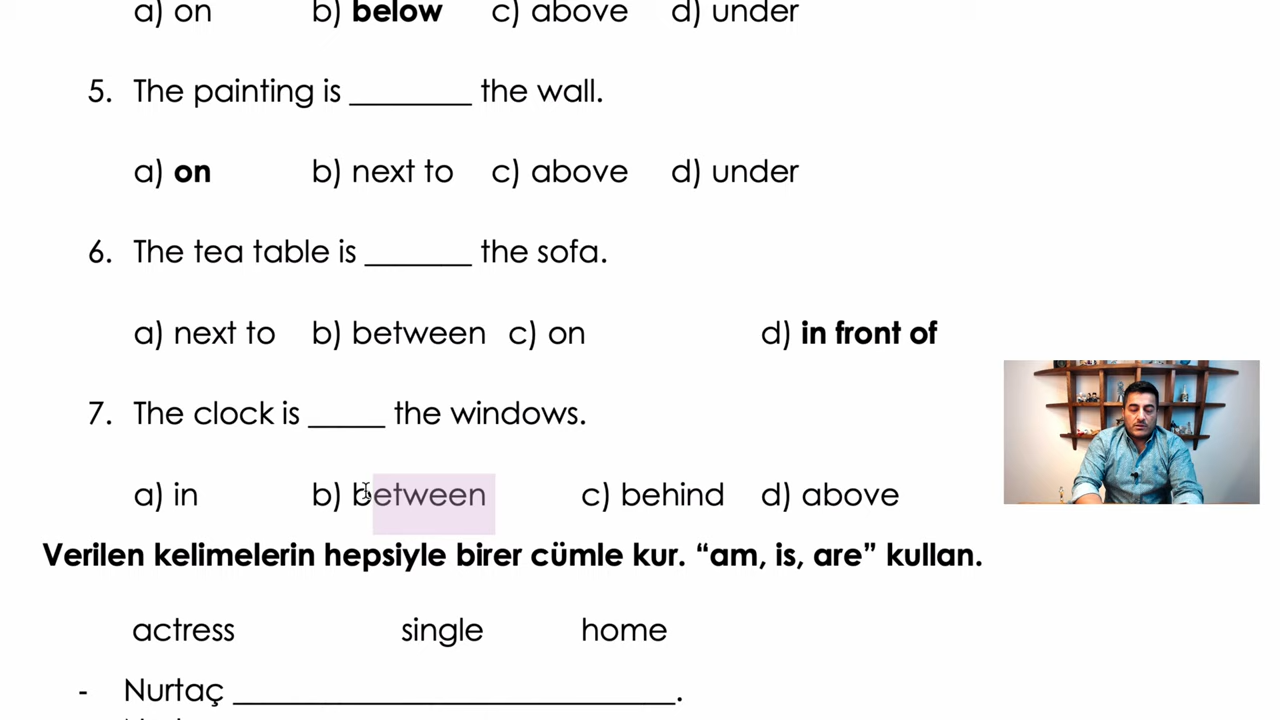 a) on b) below c) above d) under
5. The painting is ________ the wall.
a) on b) next to c) above d) under
6. The tea table is _______ the sofa.
a) next to b) between c) on d) in front of
7. The clock is _____ the windows.
a) in b) between c) behind d) above
Verilen kelimelerin hepsiyle birer cümle kur. “am, is, are” kullan.
actress single home
- Nurtaç _____________________________.